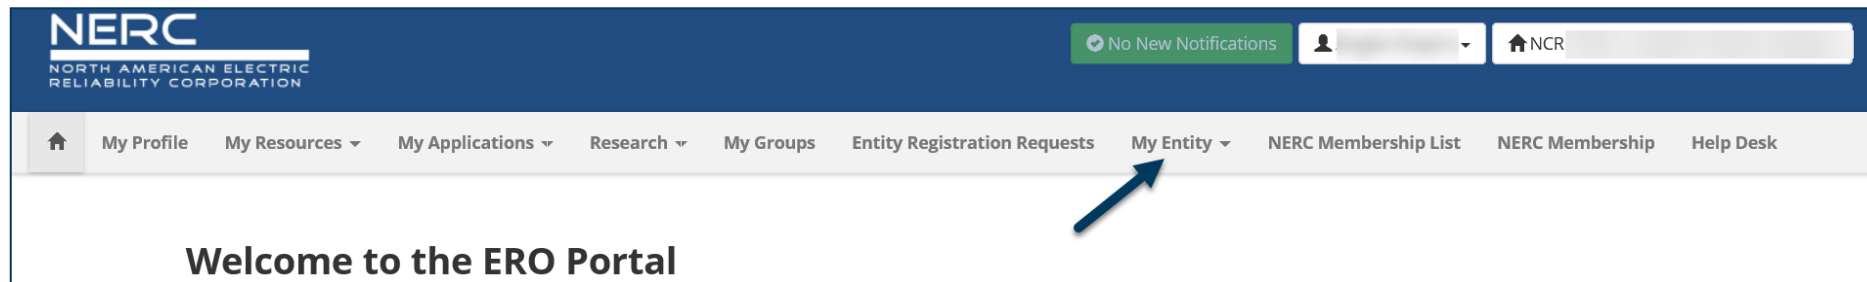 NERC
NORTH AMERICAN ELECTRIC
RELIABILITY CORPORATION
No New Notifications
NCR
My Profile My Resources My Applications Research My Groups Entity Registration Requests My Entity NERC Membership List NERC Membership Help Desk
Welcome to the ERO Portal